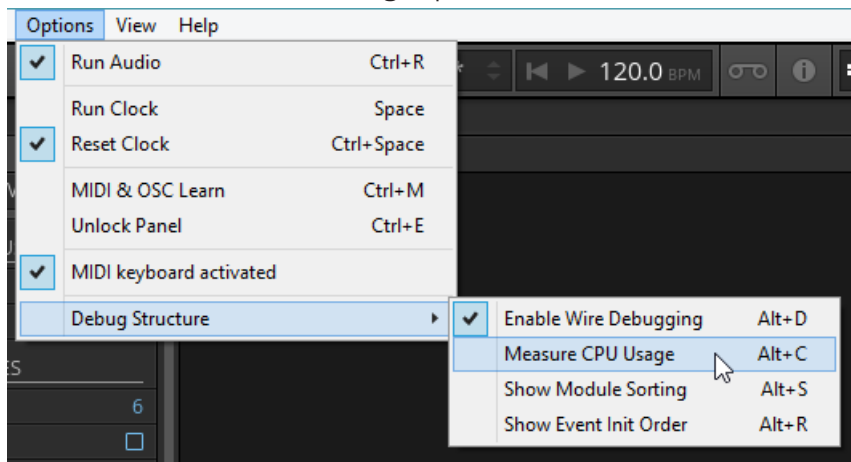 Options View Help
Run Audio Ctrl+R
120.0 BPM
Run Clock Space
Reset Clock Ctrl+Space
MIDI & OSC Learn Ctrl+M
Unlock Panel Ctrl+E
MIDI keyboard activated
Debug Structure
Enable Wire Debugging Alt+D
Measure CPU Usage Alt+C
Show Module Sorting Alt+S
Show Event Init Order Alt+R
6